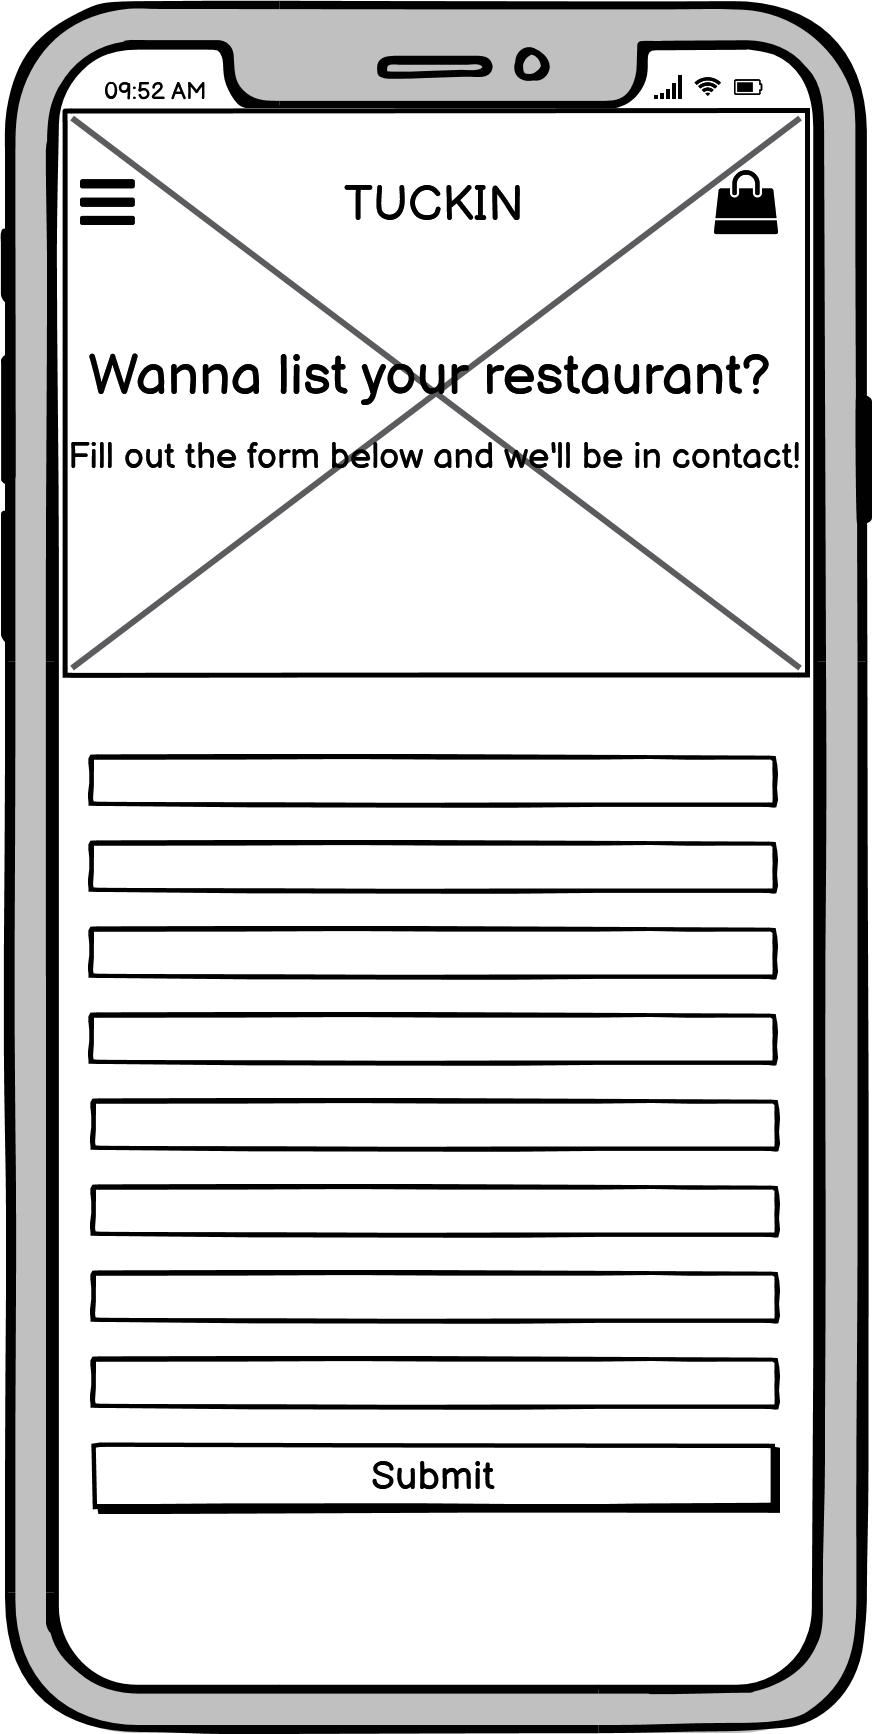 09:52 AM
TUCKIN
Wanna list your restaurant?
Fill out the form below and we'll be in contact!
Submit